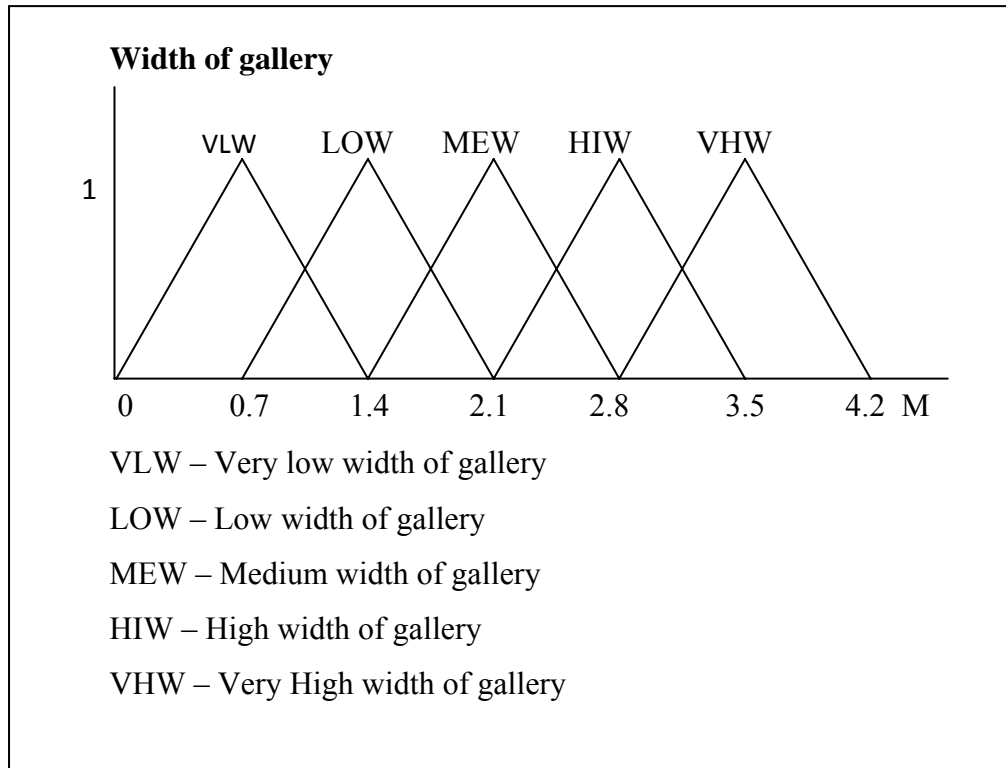 Width of gallery
VLW LOW MEW HIW VHW
1
0 0.7 1.4 2.1 2.8 3.5 4.2 M
VLW – Very low width of gallery
LOW – Low width of gallery
MEW – Medium width of gallery
HIW – High width of gallery
VHW – Very High width of gallery